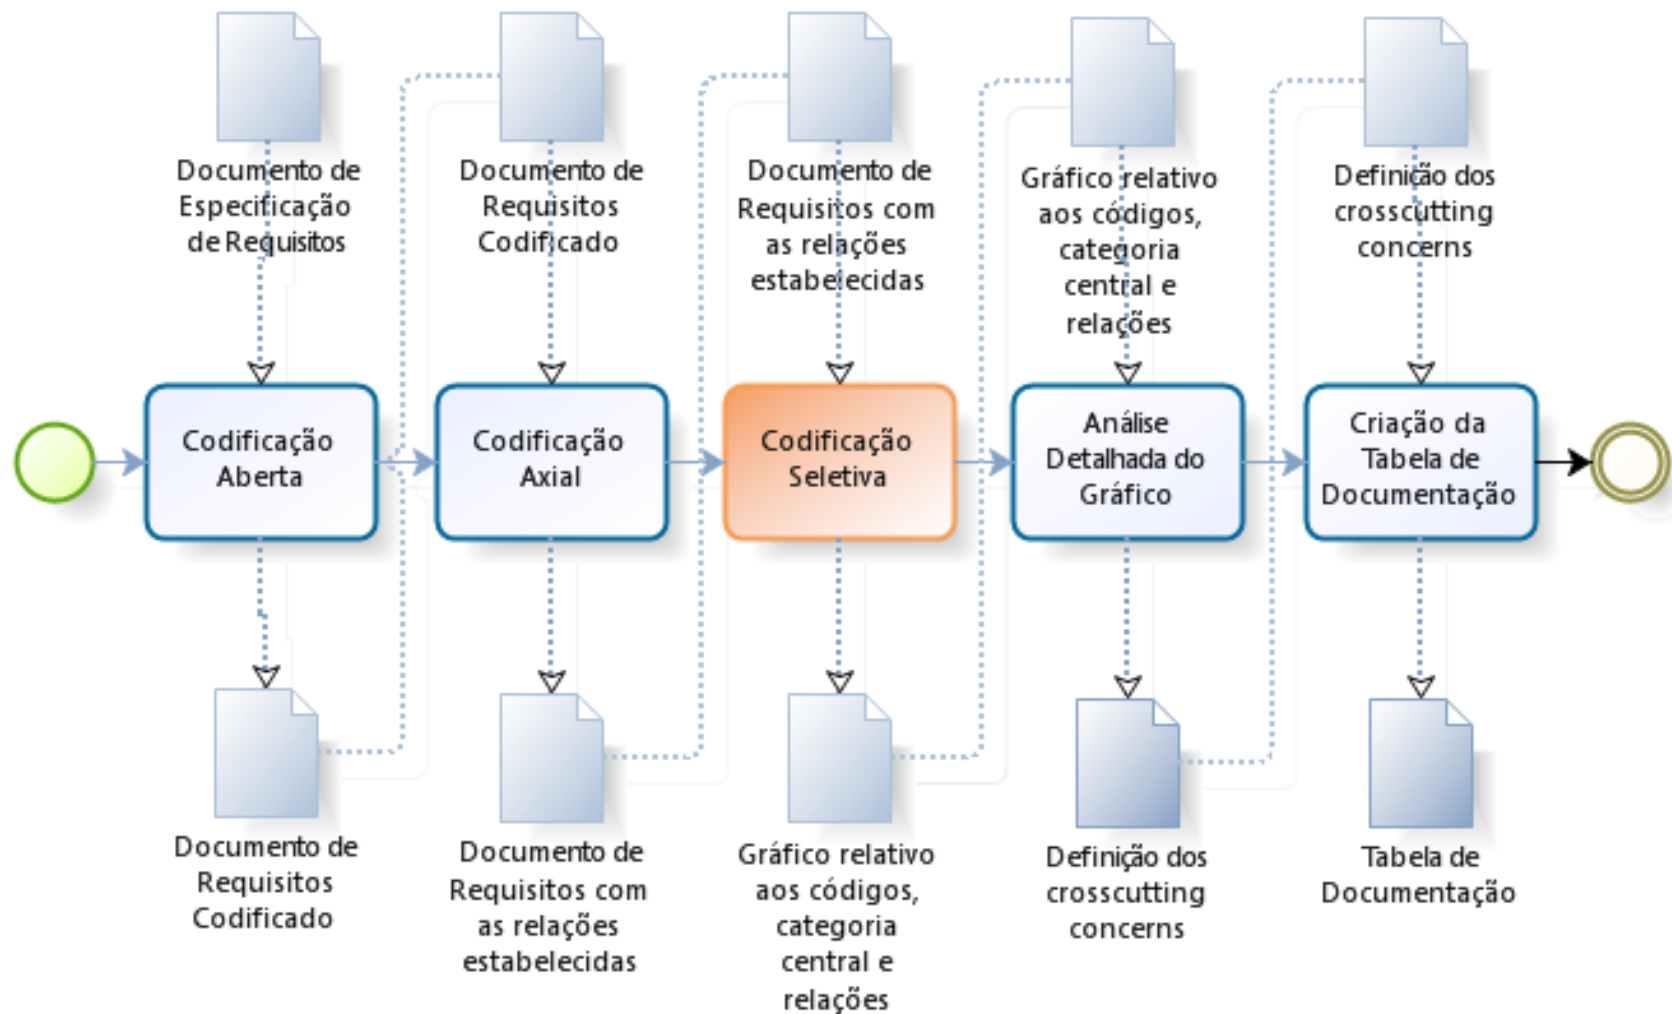 Documento de
Especificação
de Requisitos
Documento de
Requisitos
Codificado
Documento de
Requisitos com
as relações
estabelecidas
Gráfico relativo
aos códigos,
categoria
central e
relações
Definição dos
crosscutting
concerns
Codificação
Aberta
Codificação
Axial
Codificação
Seletiva
Análise
Detalhada do
Gráfico
Criação da
Tabela de
Documentação
Documento de
Requisitos
Codificado
Documento de
Requisitos com
as relações
estabelecidas
Gráfico relativo
aos códigos,
categoria
central e
relações
Definição dos
crosscutting
concerns
Tabela de
Documentação